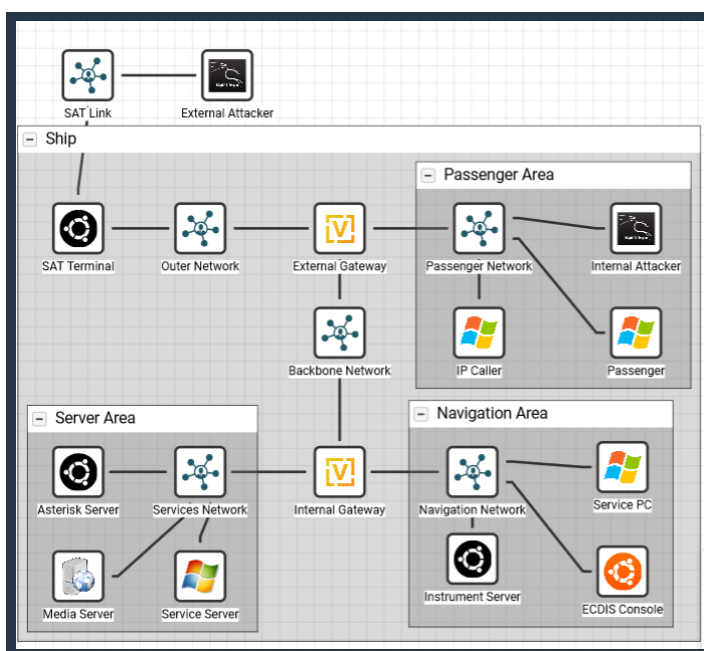 SAT Link
External Attacker
Ship
Passenger Area
SAT Terminal
Outer Network
External Gateway
Passenger Network
Internal Attacker
Backbone Network
IP Caller
Passenger
Server Area
Navigation Area
Asterisk Server
Services Network
Internal Gateway
Navigation Network
Service PC
Media Server
Service Server
Instrument Server
ECDIS Console